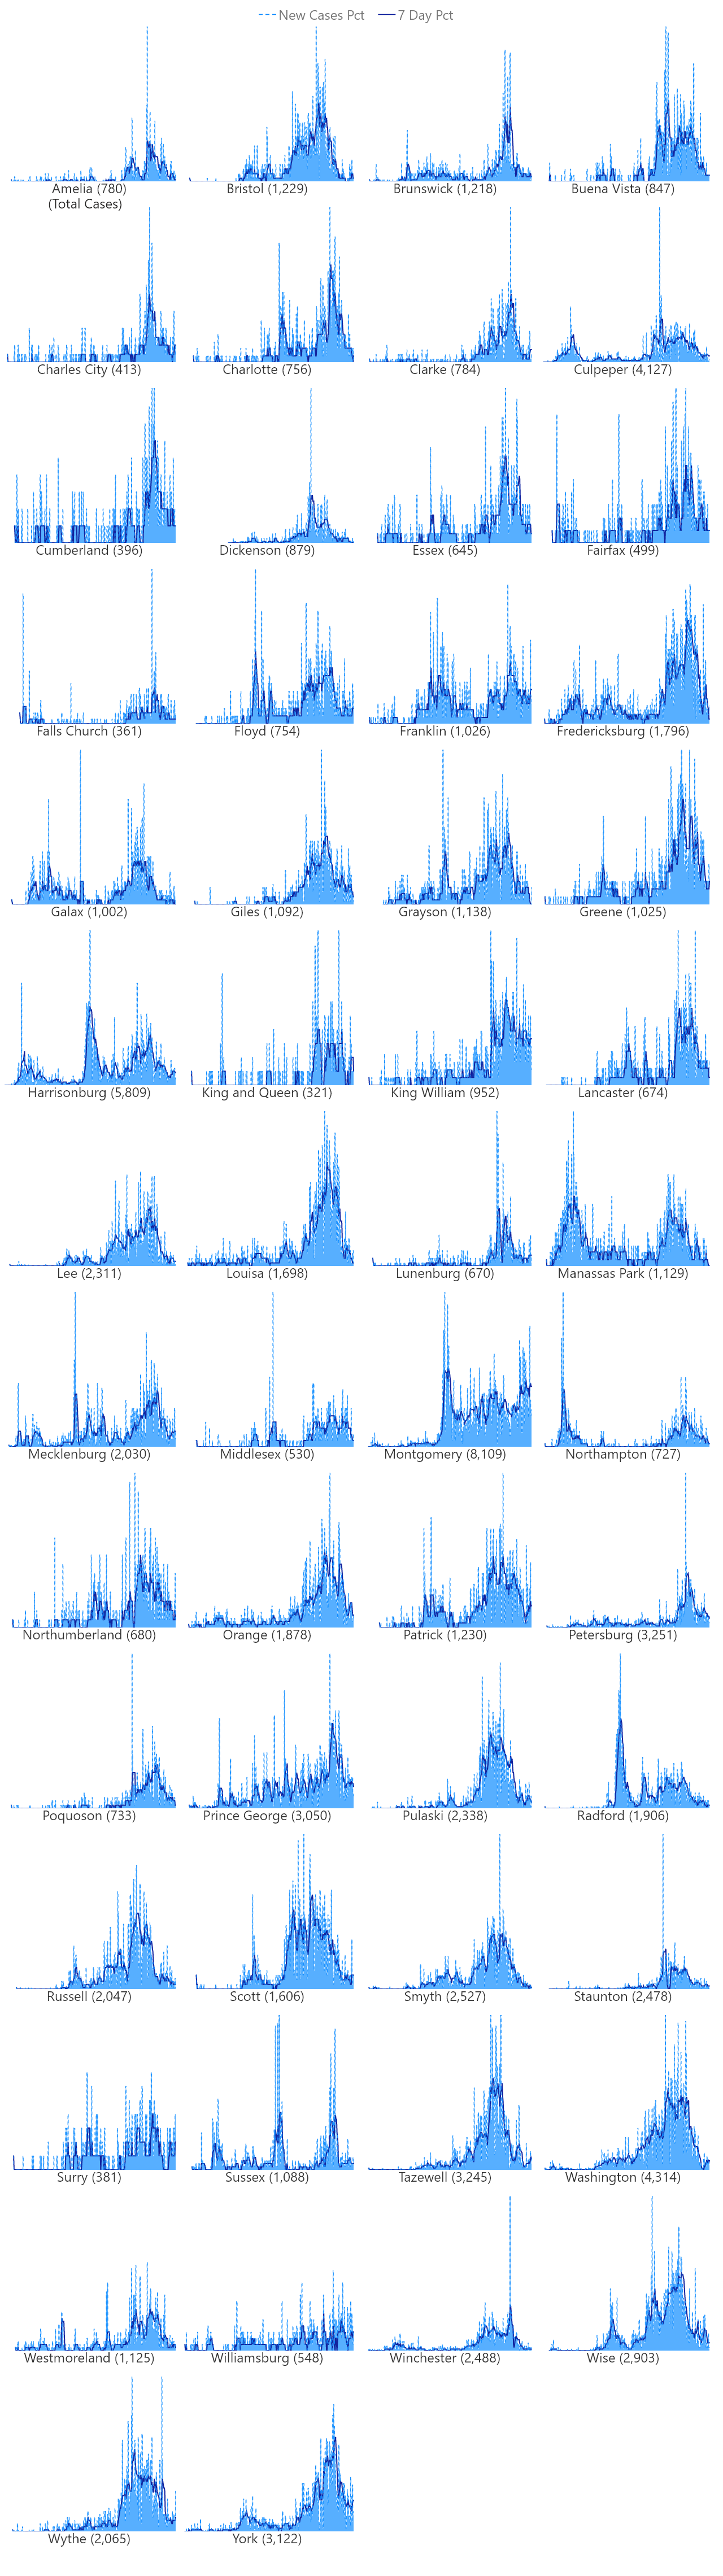 New Cases Pct 7 Day Pct
Amelia (780) Bristol (1,229) Brunswick (1,218) Buena Vista (847)
(Total Cases)
Charles City (413) Charlotte (756) Clarke (784) Culpeper (4,127)
Cumberland (396) Dickenson (879) Essex (645) Fairfax (499)
Falls Church (361) Floyd (754) Franklin (1,026) Fredericksburg (1,796)
Galax (1,002) Giles (1,092) Grayson (1,138) Greene (1,025)
Harrisonburg (5,809) King and Queen (321) King William (952) Lancaster (674)
Lee (2,311) Louisa (1,698) Lunenburg (670) Manassas Park (1,129)
Mecklenburg (2,030) Middlesex (530) Montgomery (8,109) Northampton (727)
Northumberland (680) Orange (1,878) Patrick (1,230) Petersburg (3,251)
Poquoson (733) Prince George (3,050) Pulaski (2,338) Radford (1,906)
Russell (2,047) Scott (1,606) Smyth (2,527) Staunton (2,478)
Surry (381) Sussex (1,088) Tazewell (3,245) Washington (4,314)
Westmoreland (1,125) Williamsburg (548) Winchester (2,488) Wise (2,903)
Wythe (2,065) York (3,122)